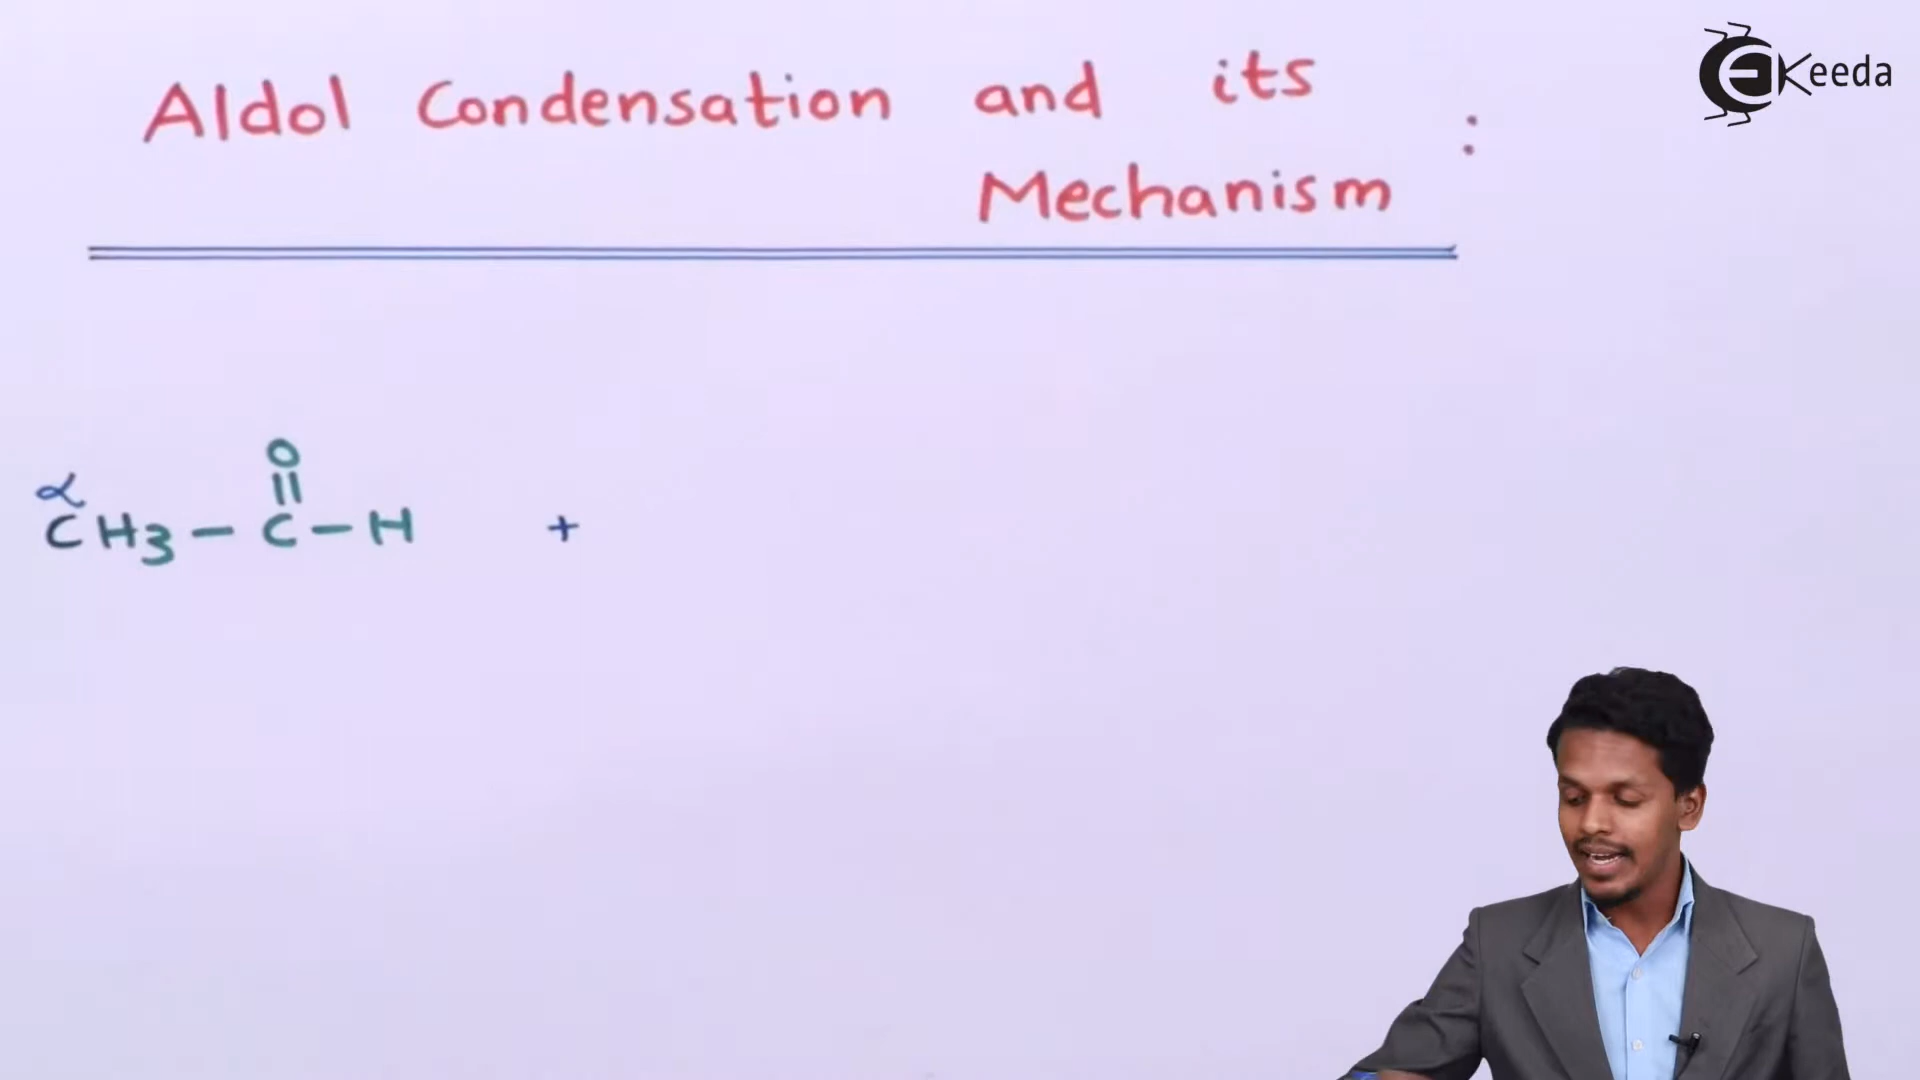 Aldol Condensation and its
Mechanism :
EKeeda
O
||
α
CH3 - C - H +